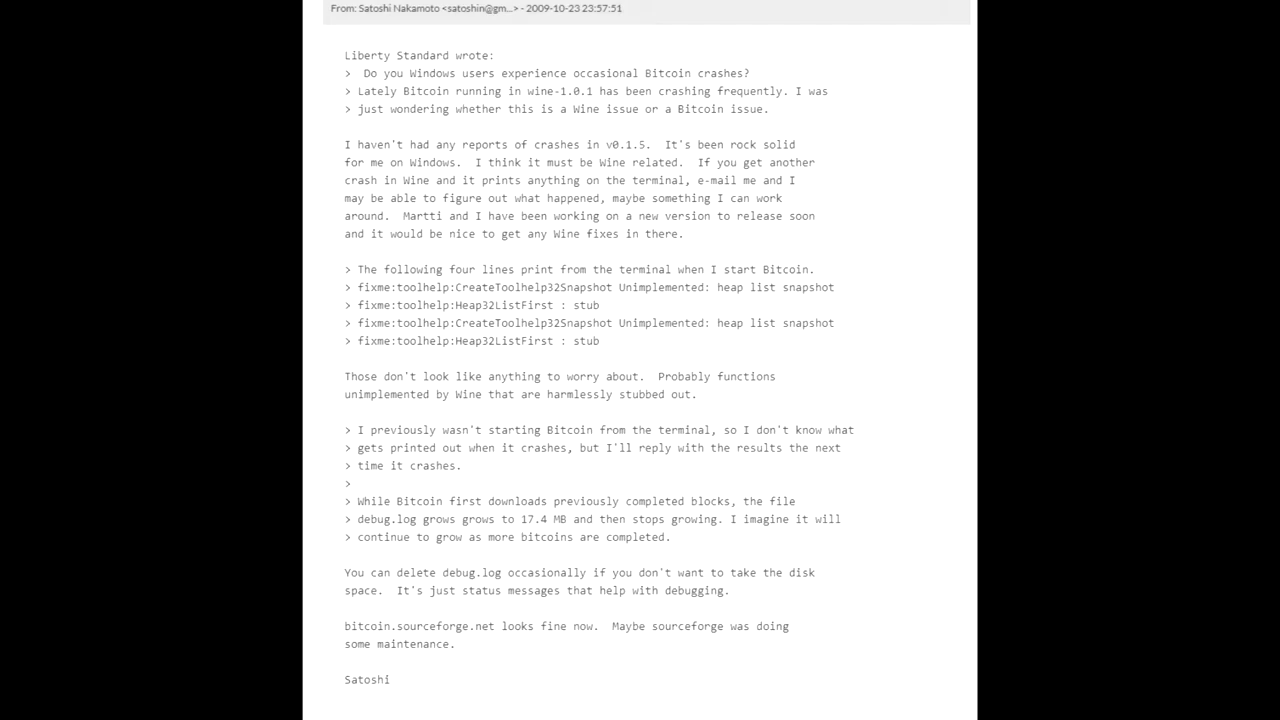 From: Satoshi Nakamoto <satoshin@gm...> - 2009-10-23 23:57:51
Liberty Standard wrote:
>  Do you Windows users experience occasional Bitcoin crashes?
> Lately Bitcoin running in wine-1.0.1 has been crashing frequently. I was
> just wondering whether this is a Wine issue or a Bitcoin issue.
I haven't had any reports of crashes in v0.1.5.  It's been rock solid
for me on Windows.  I think it must be Wine related.  If you get another
crash in Wine and it prints anything on the terminal, e-mail me and I
may be able to figure out what happened, maybe something I can work
around.  Martti and I have been working on a new version to release soon
and it would be nice to get any Wine fixes in there.
> The following four lines print from the terminal when I start Bitcoin.
> fixme:toolhelp:CreateToolhelp32Snapshot Unimplemented: heap list snapshot
> fixme:toolhelp:Heap32ListFirst : stub
> fixme:toolhelp:CreateToolhelp32Snapshot Unimplemented: heap list snapshot
> fixme:toolhelp:Heap32ListFirst : stub
Those don't look like anything to worry about.  Probably functions
unimplemented by Wine that are harmlessly stubbed out.
> I previously wasn't starting Bitcoin from the terminal, so I don't know what
> gets printed out when it crashes, but I'll reply with the results the next
> time it crashes.
>
> While Bitcoin first downloads previously completed blocks, the file
> debug.log grows grows to 17.4 MB and then stops growing. I imagine it will
> continue to grow as more bitcoins are completed.
You can delete debug.log occasionally if you don't want to take the disk
space.  It's just status messages that help with debugging.
bitcoin.sourceforge.net looks fine now.  Maybe sourceforge was doing
some maintenance.
Satoshi